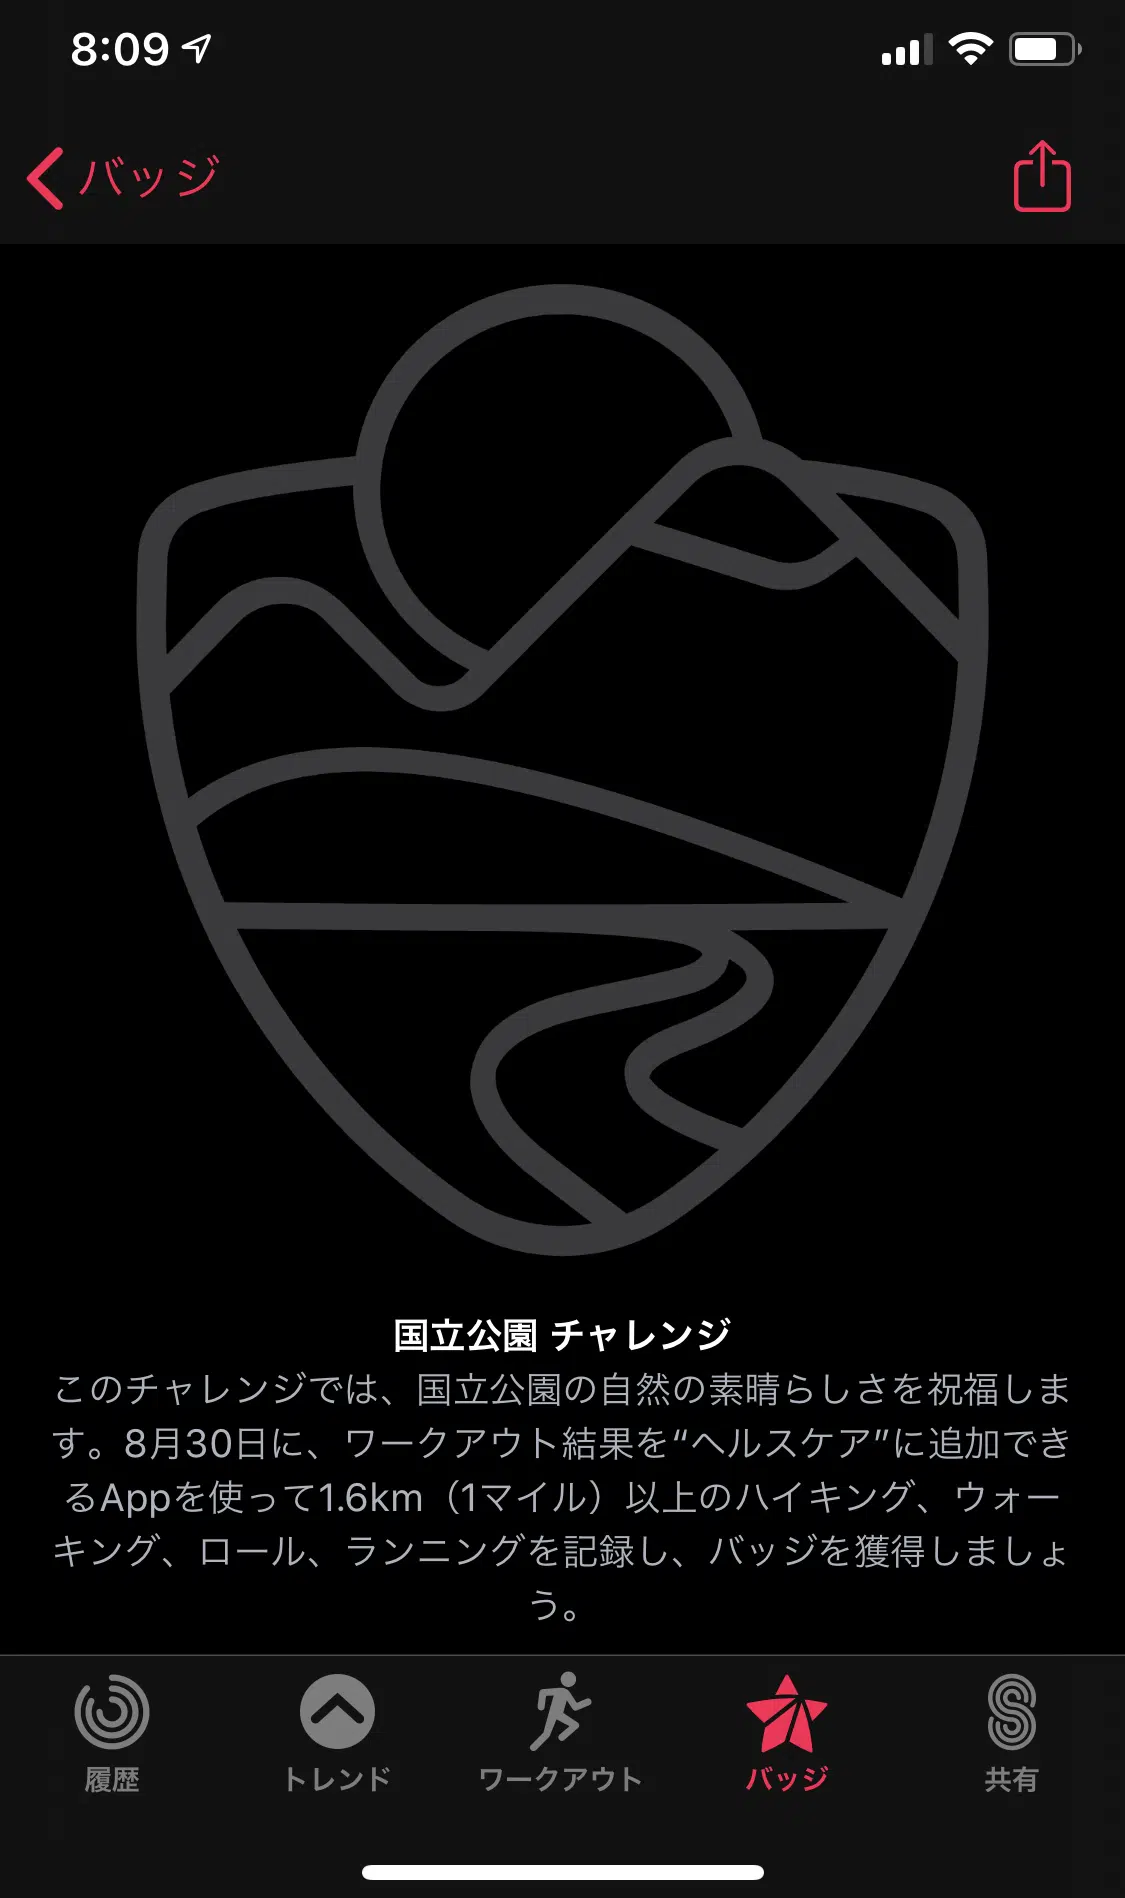 8:09
バッジ
国立公園 チャレンジ
このチャレンジでは、国立公園の自然の素晴らしさを祝福しま
す。8月30日に、ワークアウト結果を“ヘルスケア”に追加でき
るAppを使って1.6km（1マイル）以上のハイキング、ウォー
キング、ロール、ランニングを記録し、バッジを獲得しましょ
う。
履歴
トレンド
ワークアウト
バッジ
共有